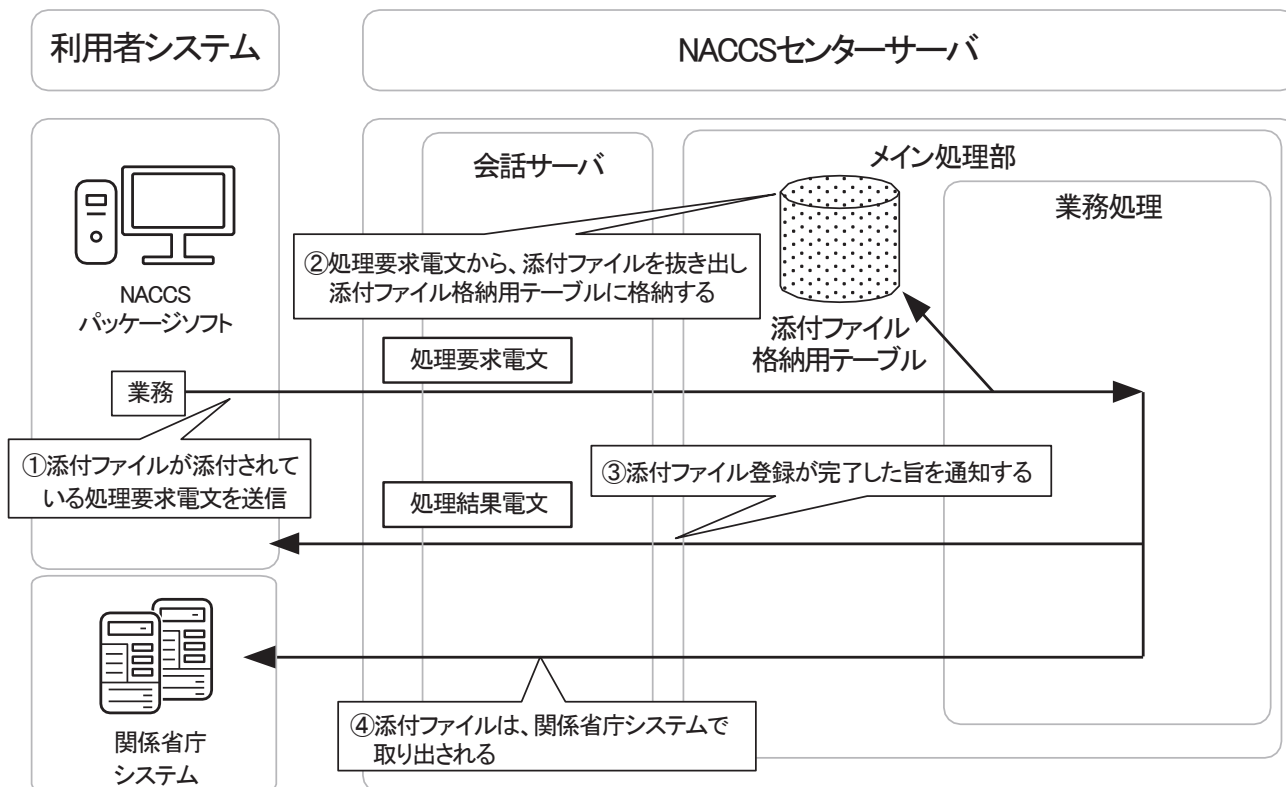 利用者システム
NACCSセンターサーバ
会話サーバ
メイン処理部
業務処理
NACCS
パッケージソフト
②処理要求電文から、添付ファイルを抜き出し
添付ファイル格納用テーブルに格納する
添付ファイル
格納用テーブル
処理要求電文
業務
①添付ファイルが添付されて
いる処理要求電文を送信
③添付ファイル登録が完了した旨を通知する
処理結果電文
④添付ファイルは、関係省庁システムで
取り出される
関係省庁
システム